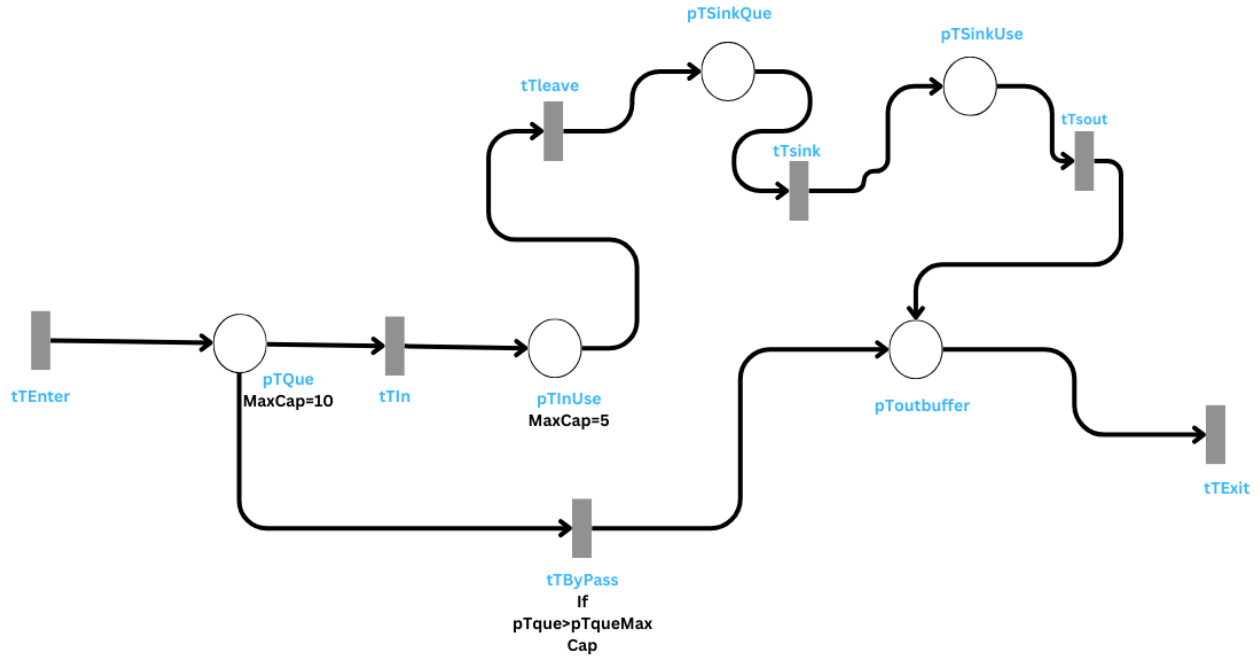 pTSinkQue
pTSinkUse
tTleave
tTsout
tTsink
pTQue
MaxCap=10
tTEnter
tTIn
pTInUse
MaxCap=5
pToutbuffer
tTExit
tTByPass
If
pTque>pTqueMax
Cap